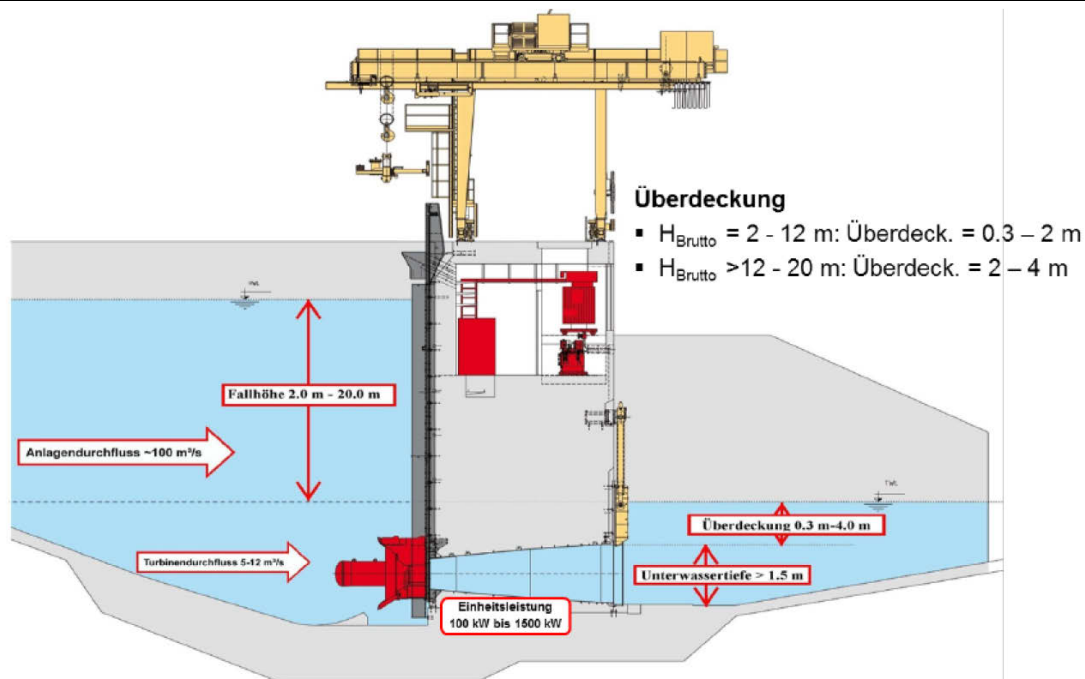 Überdeckung
▪ HBrutto = 2 - 12 m: Überdeck. = 0.3 – 2 m
▪ HBrutto >12 - 20 m: Überdeck. = 2 – 4 m
Fallhöhe 2.0 m - 20.0 m
Anlagendurchfluss ~100 m³/s
Überdeckung 0.3 m-4.0 m
Turbinendurchfluss 5-12 m³/s
Unterwassertiefe > 1.5 m
Einheitsleistung
100 kW bis 1500 kW